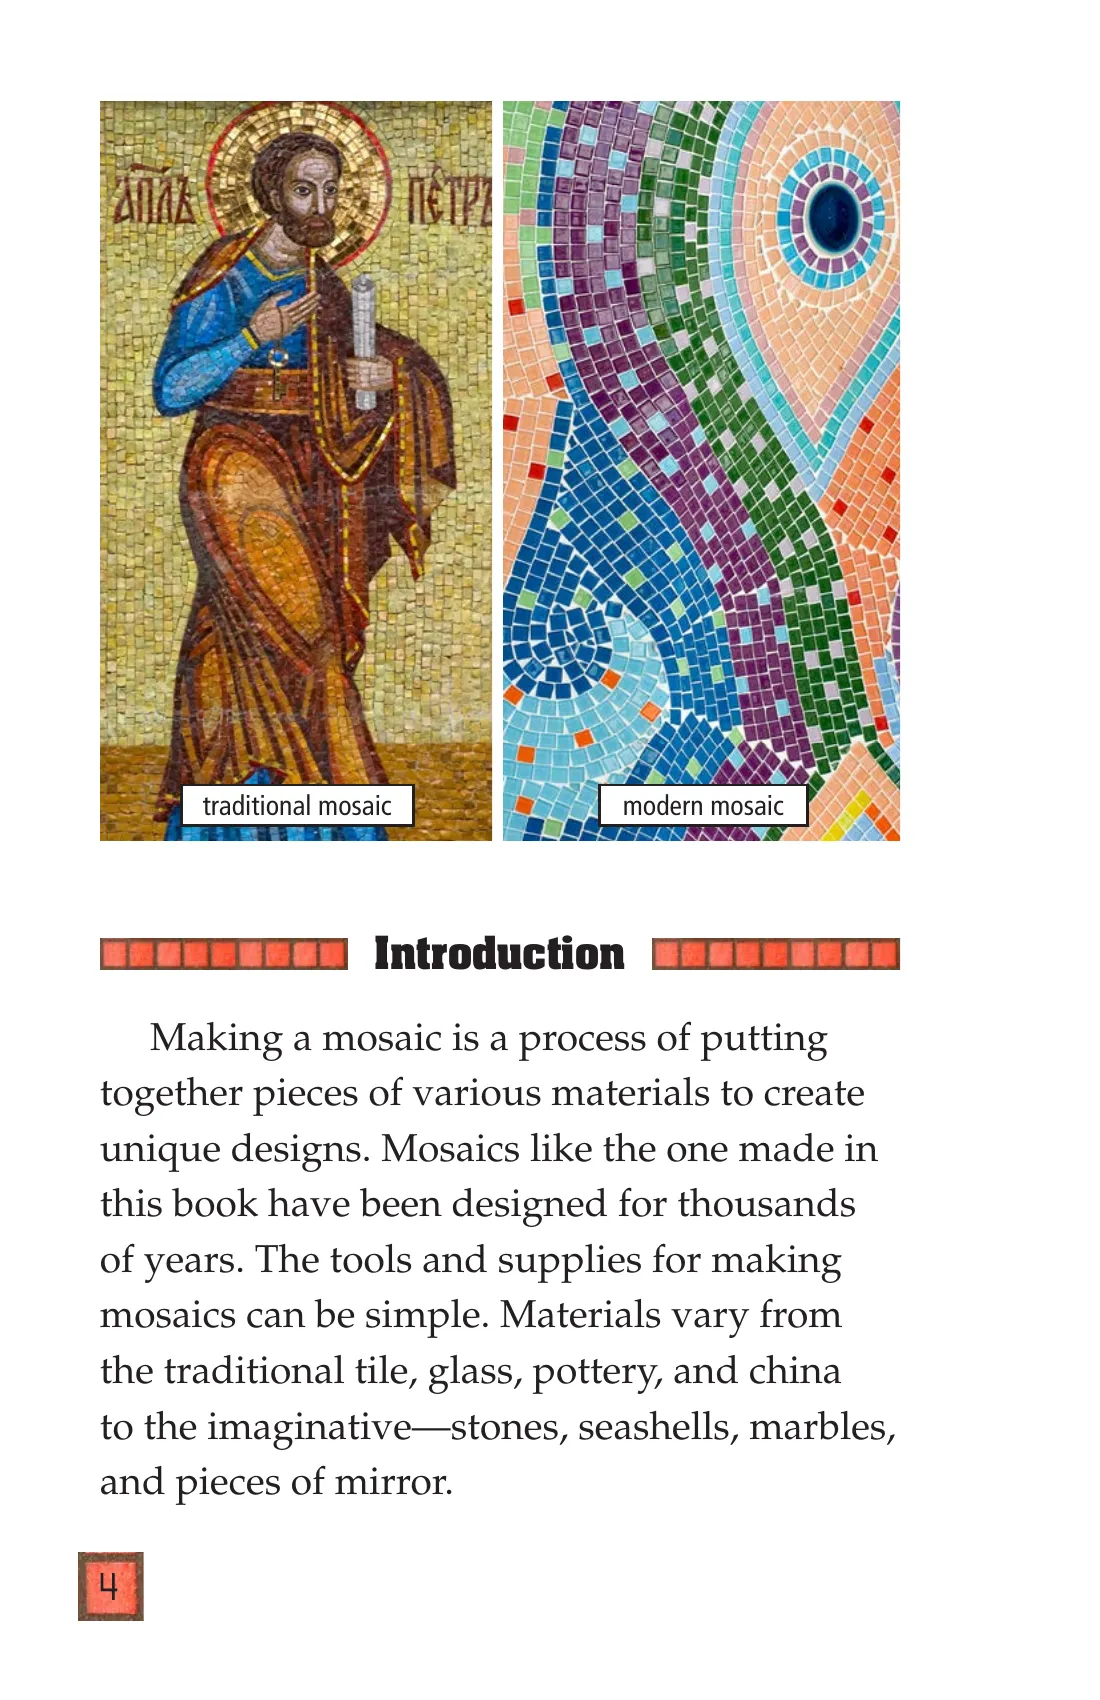 а҆п҃лъ пе́тръ
traditional mosaic
modern mosaic
Introduction
Making a mosaic is a process of putting
together pieces of various materials to create
unique designs. Mosaics like the one made in
this book have been designed for thousands
of years. The tools and supplies for making
mosaics can be simple. Materials vary from
the traditional tile, glass, pottery, and china
to the imaginative—stones, seashells, marbles,
and pieces of mirror.
4